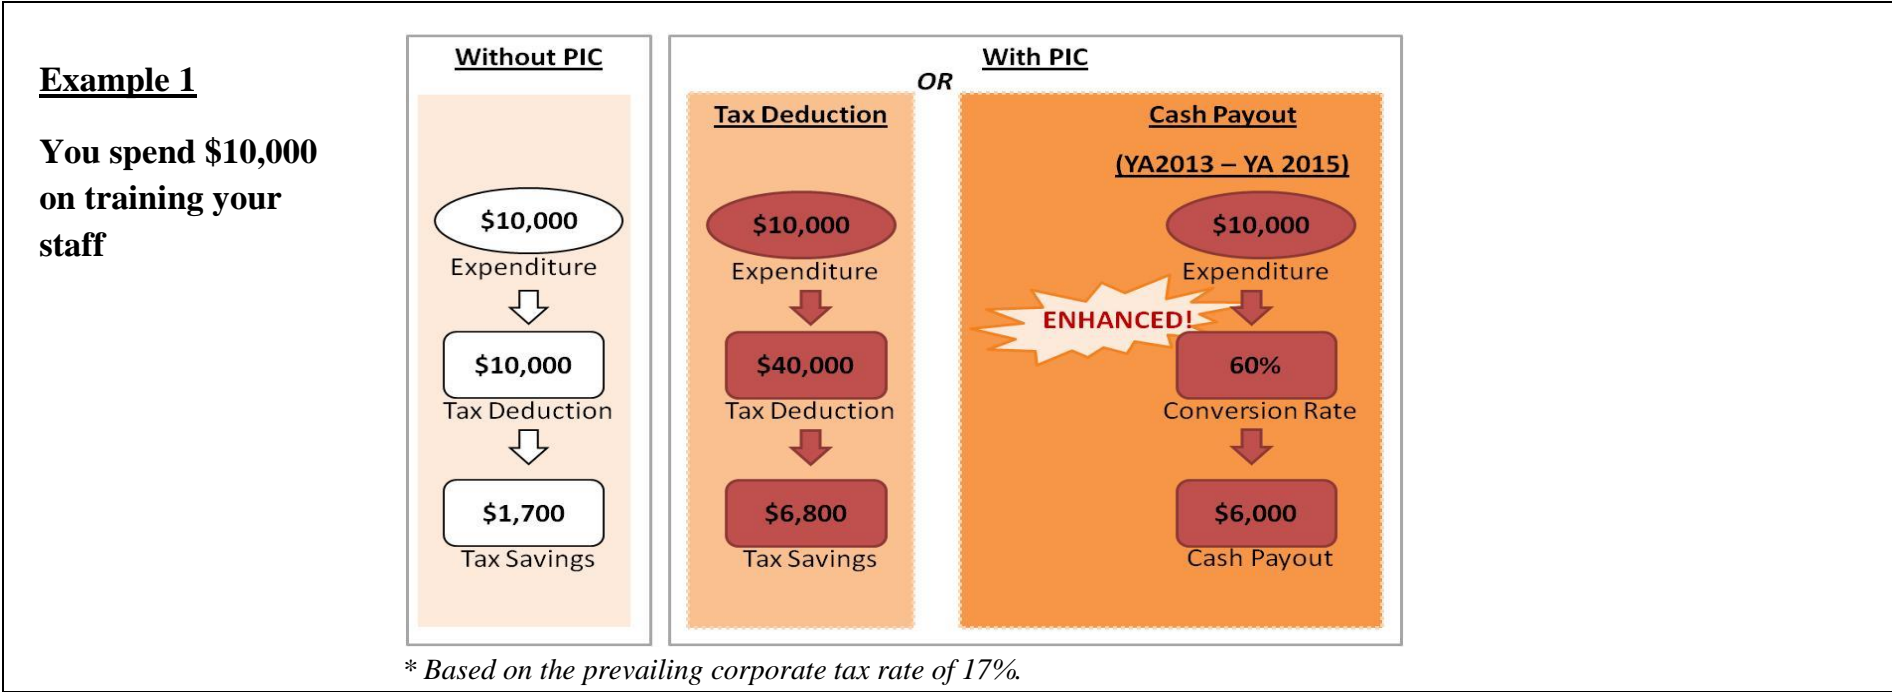 Example 1
You spend $10,000
on training your
staff
Without PIC
$10,000
Expenditure
$10,000
Tax Deduction
$1,700
Tax Savings
With PIC
OR
Tax Deduction
$10,000
Expenditure
$40,000
Tax Deduction
$6,800
Tax Savings
Cash Payout
(YA2013 – YA 2015)
$10,000
Expenditure
ENHANCED!
60%
Conversion Rate
$6,000
Cash Payout
* Based on the prevailing corporate tax rate of 17%.